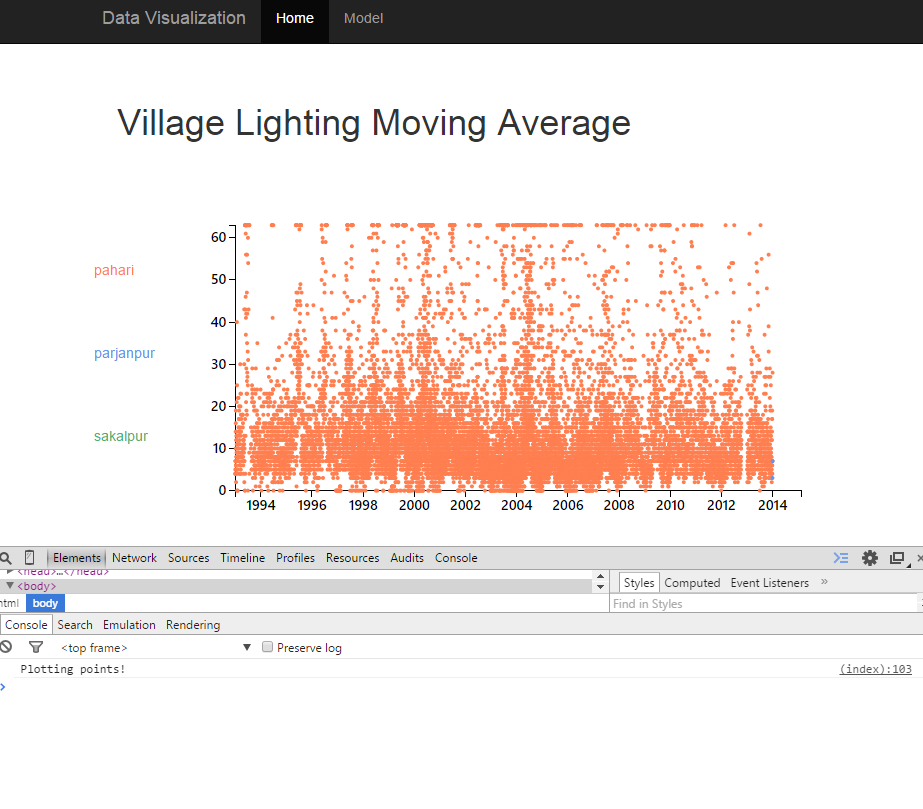 Data Visualization Home Model
Village Lighting Moving Average
pahari
parjanpur
sakalpur
60
50
40
30
20
10
0
1994 1996 1998 2000 2002 2004 2006 2008 2010 2012 2014
Elements Network Sources Timeline Profiles Resources Audits Console
<head>…</head>
<body>
html body
Styles Computed Event Listeners »
Find in Styles
Console Search Emulation Rendering
<top frame> Preserve log
Plotting points! (index):103